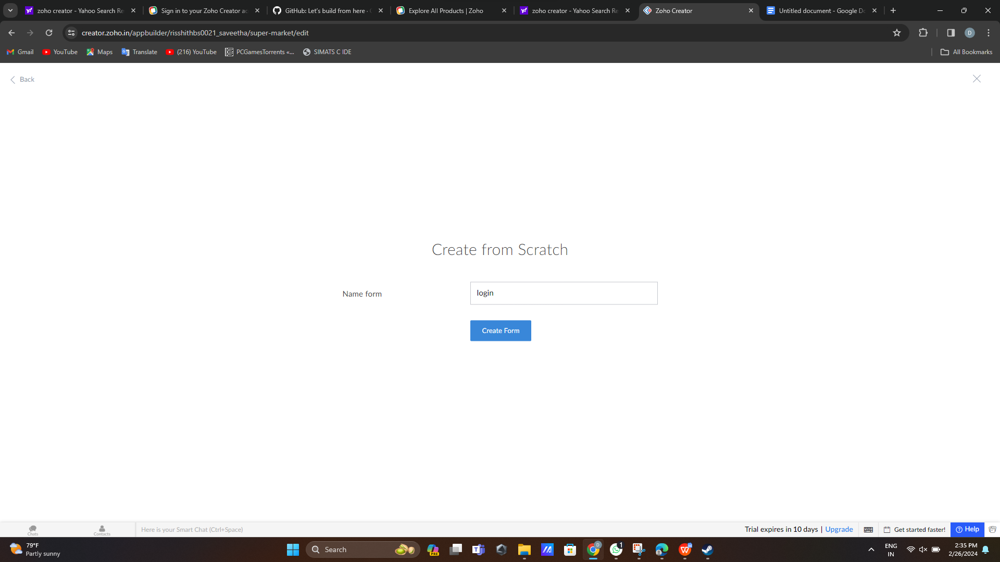 zoho creator - Yahoo Search Re
Sign in to your Zoho Creator ac
GitHub: Let's build from here ·
Explore All Products | Zoho
zoho creator - Yahoo Search Re
Zoho Creator
Untitled document - Google Do
creator.zoho.in/appbuilder/risshithbs0021_saveetha/super-market/edit
D
Gmail
YouTube
Maps
Translate
(216) YouTube
PCGamesTorrents «...
SIMATS C IDE
All Bookmarks
Back
Create from Scratch
Name form
login
Create Form
Chats
Contacts
Here is your Smart Chat (Ctrl+Space)
Trial expires in 10 days | Upgrade
Get started faster!
Help
79°F
Partly sunny
Search
PRE
D
1
ENG
IN
2:35 PM
2/26/2024